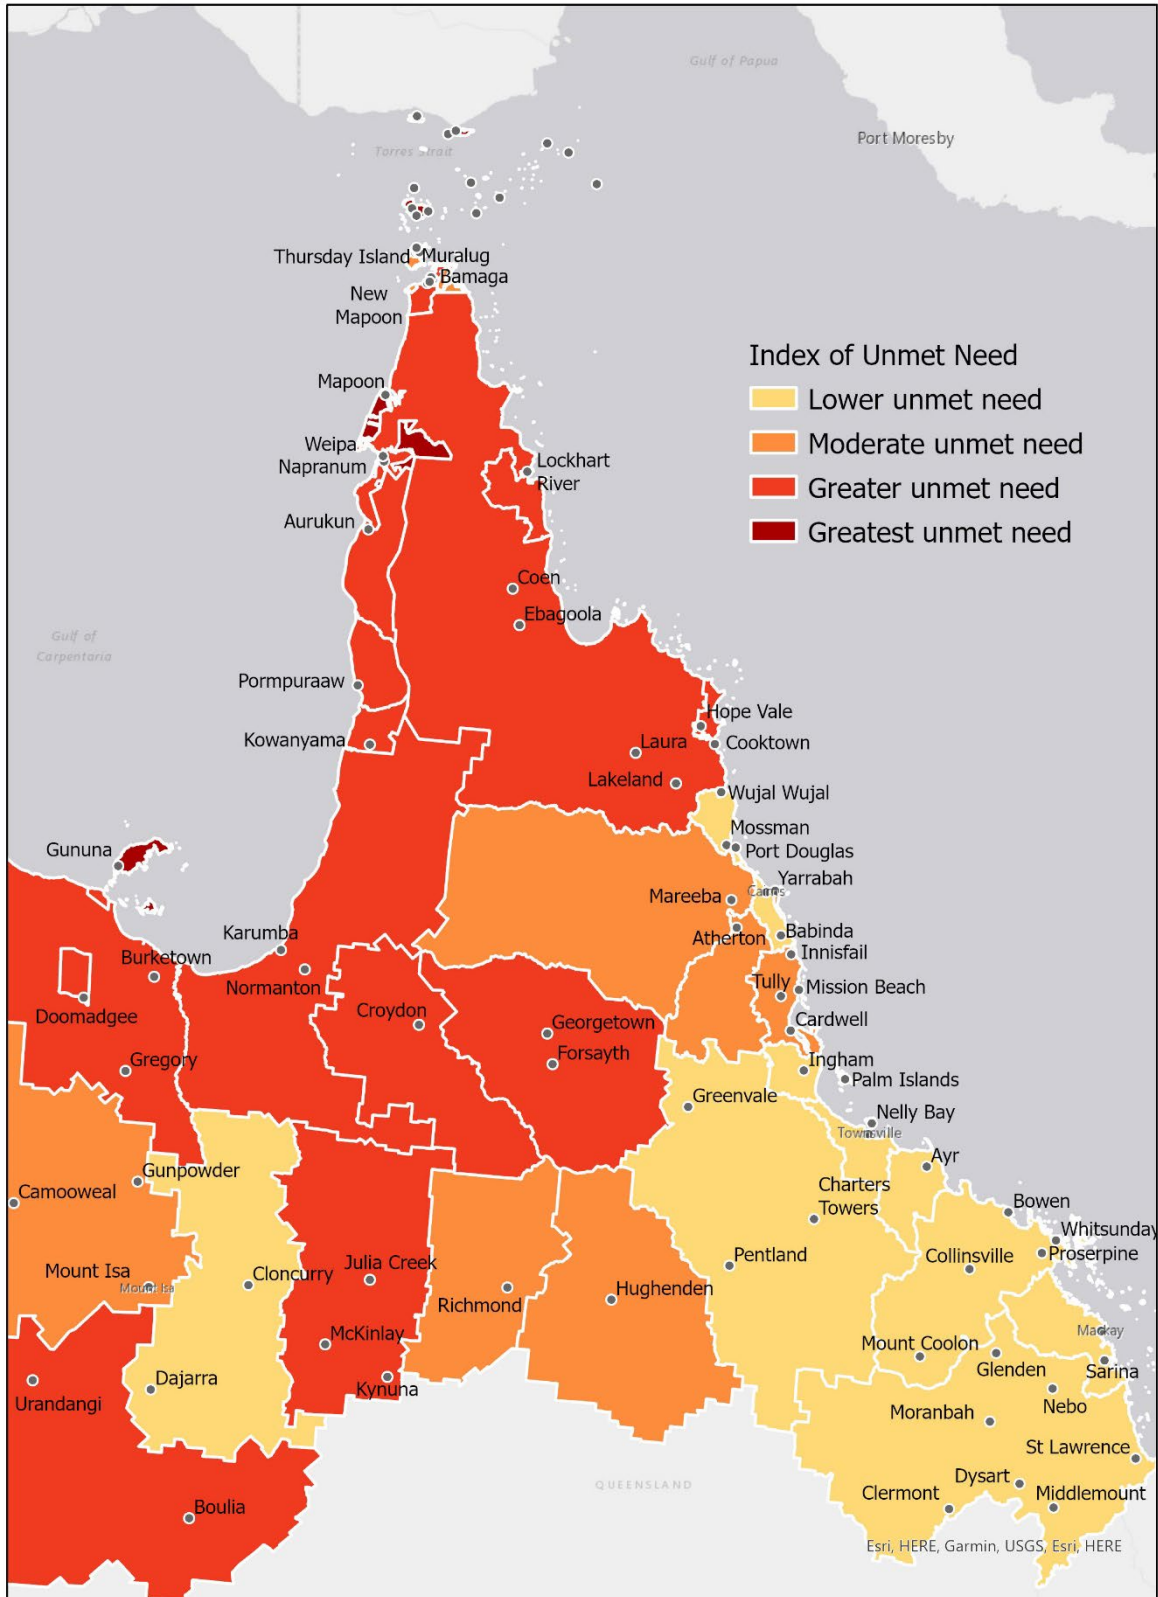 Gulf of Papua
Port Moresby
Torres Strait
Thursday Island
Muralug
Bamaga
New
Mapoon
Index of Unmet Need
Lower unmet need
Moderate unmet need
Greater unmet need
Greatest unmet need
Mapoon
Weipa
Napranum
Lockhart
River
Aurukun
Coen
Ebagoola
Gulf of
Carpentaria
Pormpuraaw
Hope Vale
Kowanyama
Laura
Cooktown
Lakeland
Wujal Wujal
Mossman
Port Douglas
Gununa
Yarrabah
Cairns
Mareeba
Atherton
Babinda
Innisfail
Karumba
Burketown
Normanton
Tully
Mission Beach
Doomadgee
Croydon
Georgetown
Cardwell
Gregory
Forsayth
Ingham
Palm Islands
Greenvale
Nelly Bay
Townsville
Ayr
Gunpowder
Camooweal
Charters
Towers
Bowen
Whitsunday
Proserpine
Mount Isa
Mount Isa
Cloncurry
Julia Creek
Pentland
Collinsville
Richmond
Hughenden
McKinlay
Mackay
Mount Coolon
Glenden
Sarina
Dajarra
Kynuna
Urandangi
Nebo
Moranbah
St Lawrence
QUEENSLAND
Dysart
Boulia
Clermont
Middlemount
Esri, HERE, Garmin, USGS, Esri, HERE